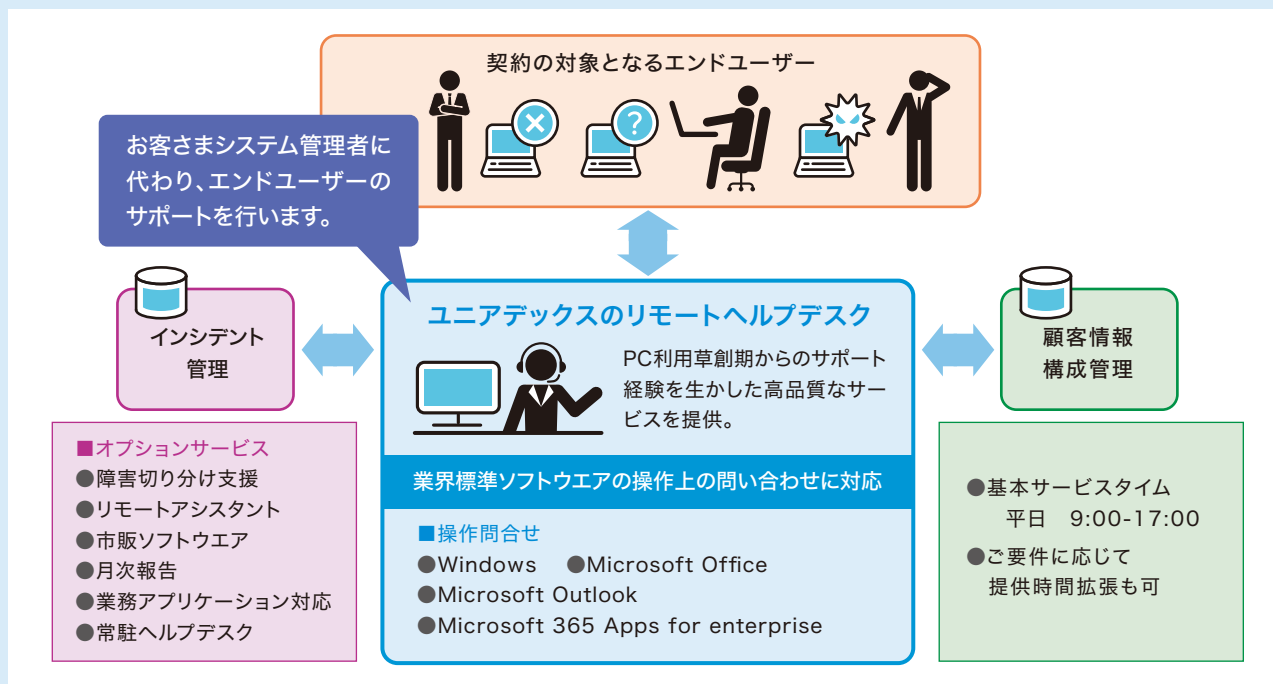 契約の対象となるエンドユーザー
?
お客さまシステム管理者に
代わり、エンドユーザーの
サポートを行います。
インシデント
管理
ユニアデックスのリモートヘルプデスク
PC利用草創期からのサポート
経験を生かした高品質なサー
ビスを提供。
顧客情報
構成管理
■オプションサービス
●障害切り分け支援
●リモートアシスタント
●市販ソフトウエア
●月次報告
●業務アプリケーション対応
●常駐ヘルプデスク
業界標準ソフトウエアの操作上の問い合わせに対応
■操作問合せ
●Windows ●Microsoft Office
●Microsoft Outlook
●Microsoft 365 Apps for enterprise
●基本サービスタイム
平日 9:00-17:00
●ご要件に応じて
提供時間拡張も可